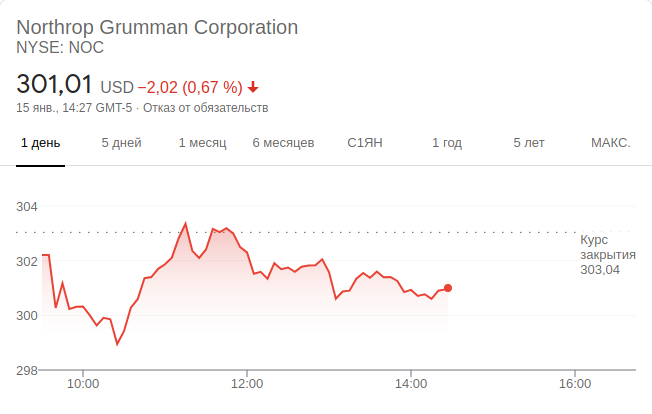 Northrop Grumman Corporation
NYSE: NOC
301,01 USD −2,02 (0,67 %)
15 янв., 14:27 GMT-5 · Отказ от обязательств
1 день 5 дней 1 месяц 6 месяцев С1ЯН 1 год 5 лет МАКС.
304
Курс
закрытия
303,04
302
300
298
10:00 12:00 14:00 16:00